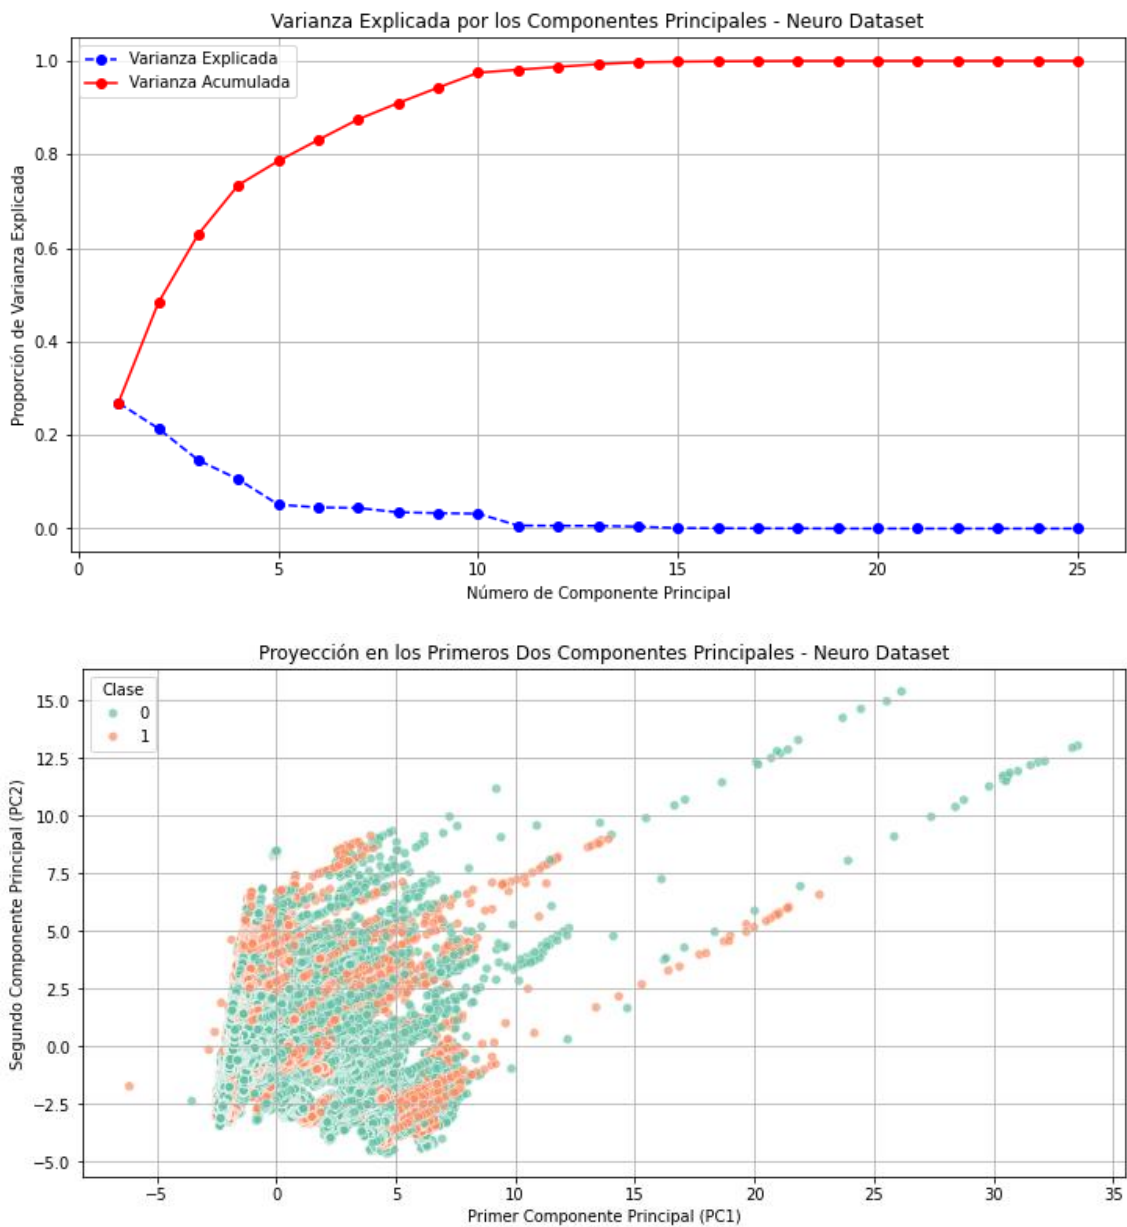 Varianza Explicada por los Componentes Principales - Neuro Dataset
Varianza Explicada
Varianza Acumulada
Proporción de Varianza Explicada
1.0
0.8
0.6
0.4
0.2
0.0
0 5 10 15 20 25
Número de Componente Principal
Proyección en los Primeros Dos Componentes Principales - Neuro Dataset
Clase
0
1
Segundo Componente Principal (PC2)
15.0
12.5
10.0
7.5
5.0
2.5
0.0
−2.5
−5.0
−5 0 5 10 15 20 25 30 35
Primer Componente Principal (PC1)